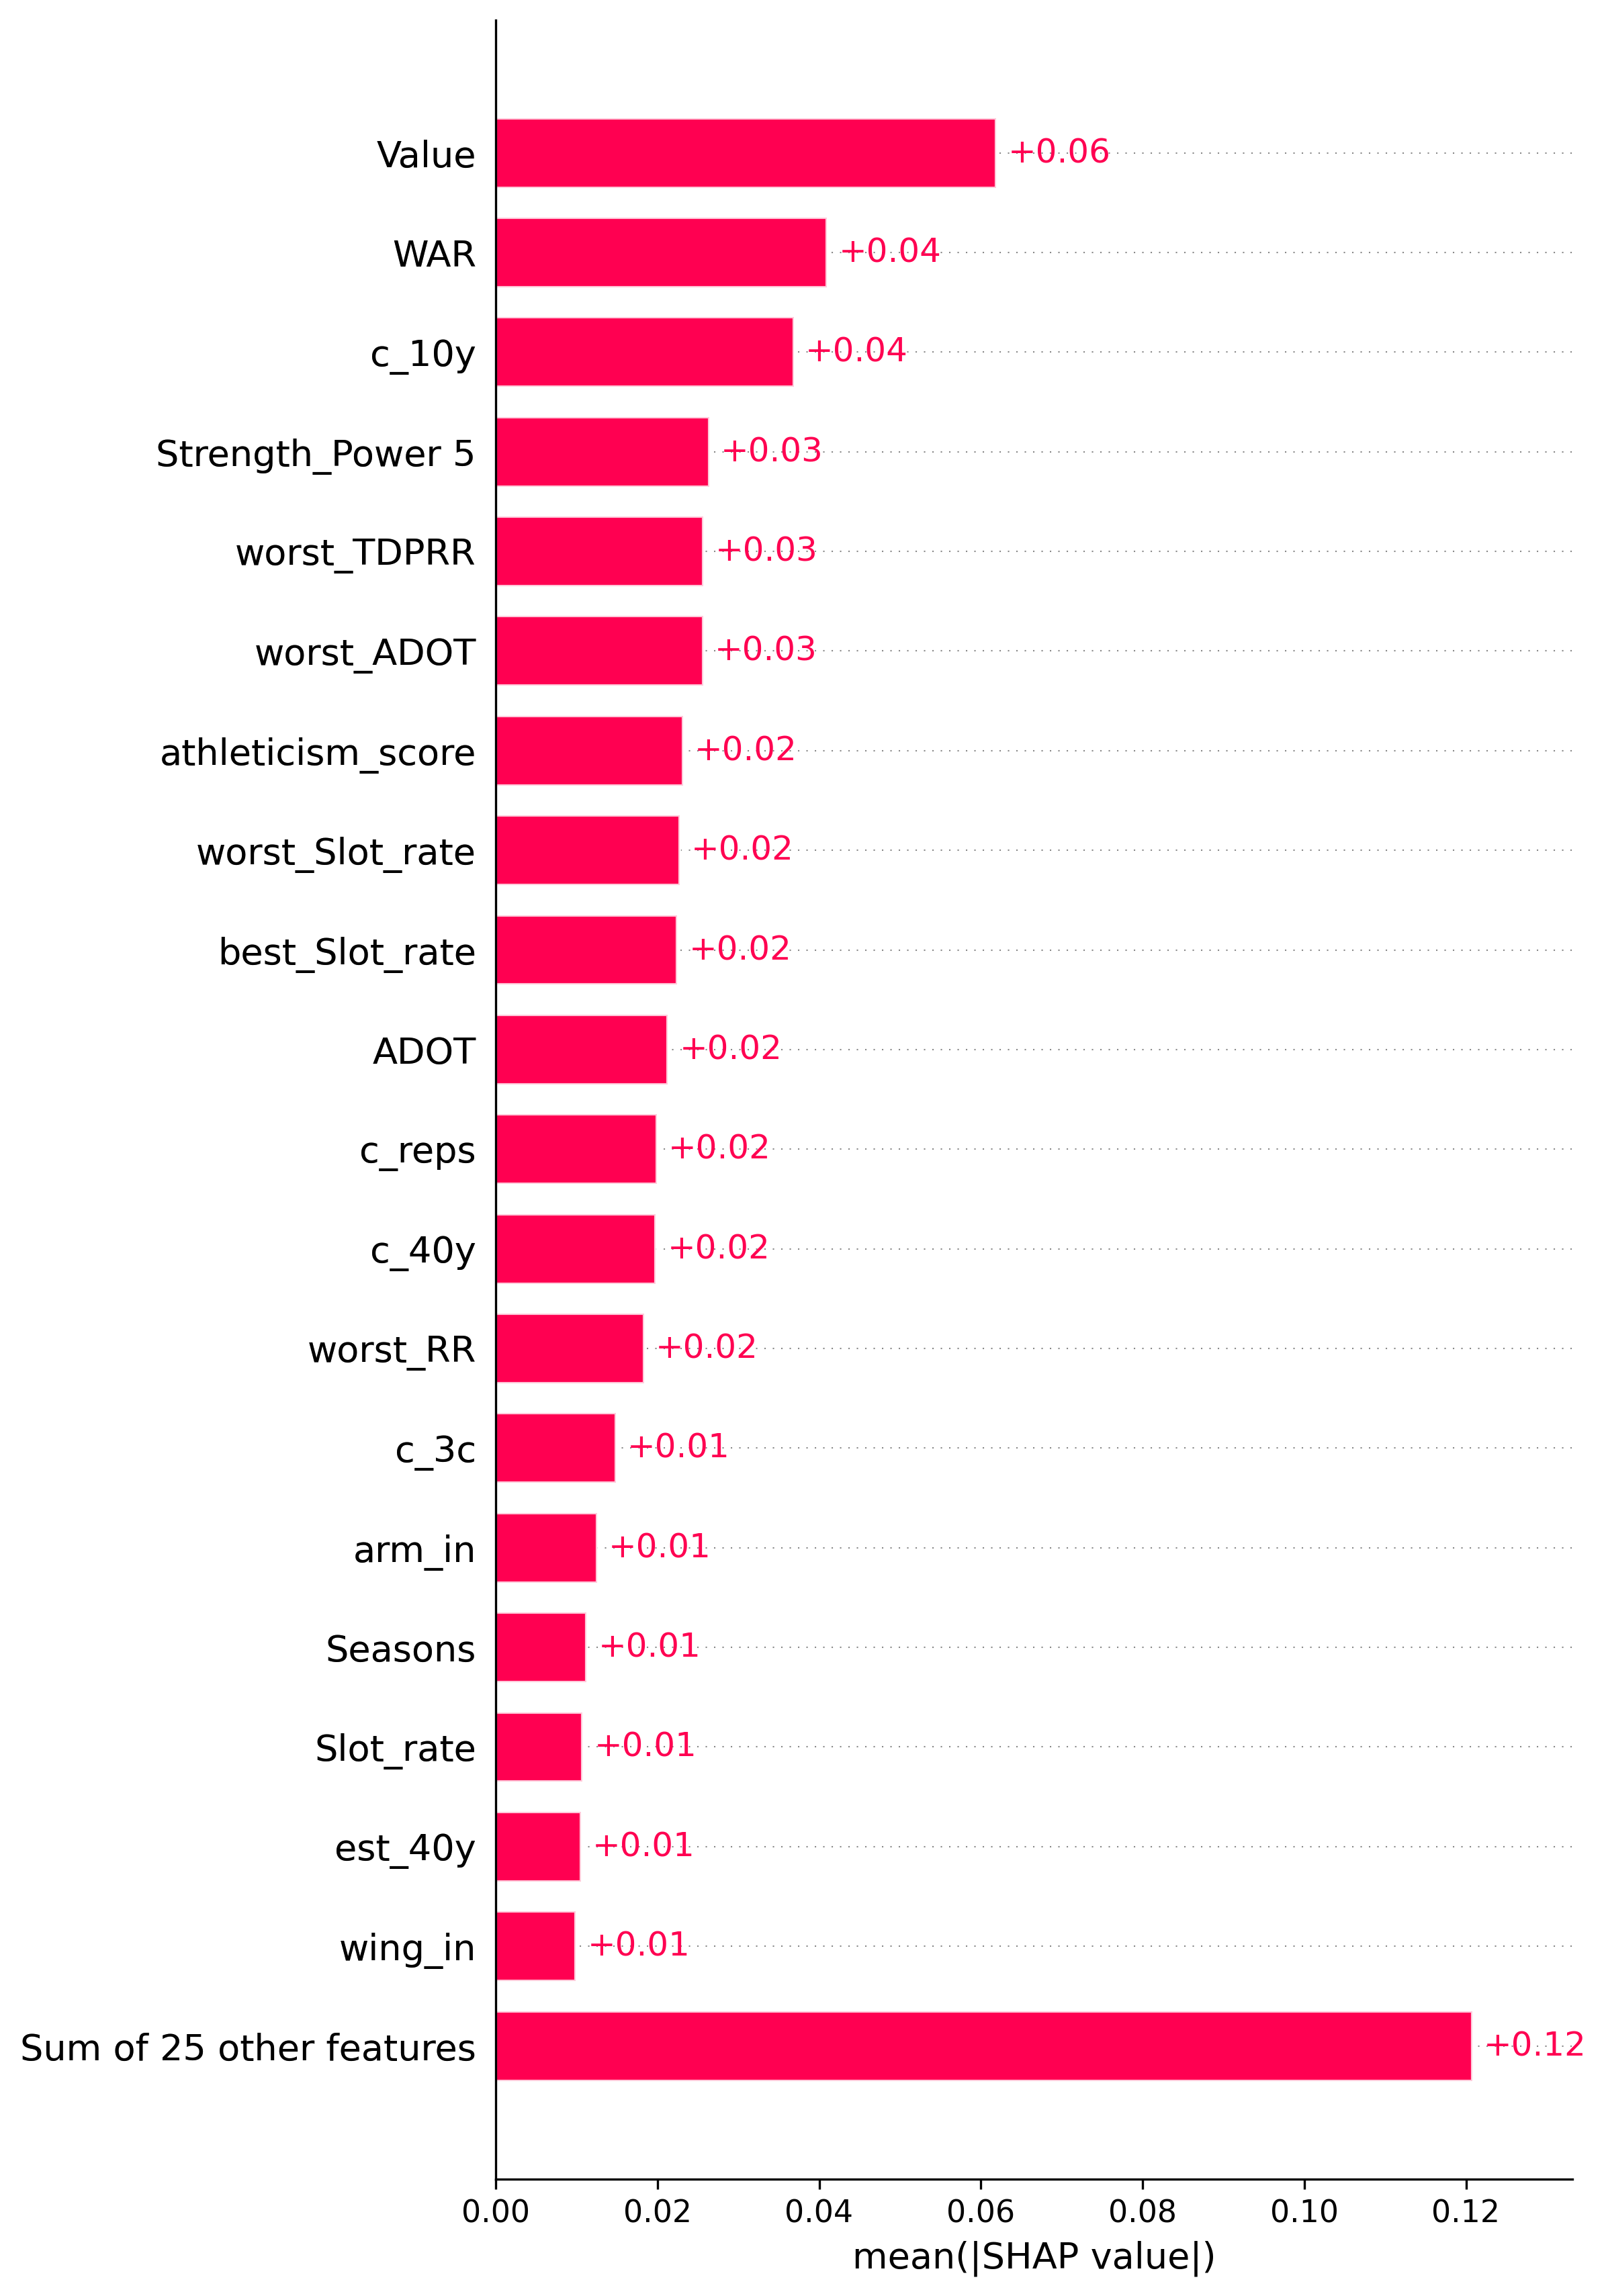 Value +0.06
WAR +0.04
c_10y +0.04
Strength_Power 5 +0.03
worst_TDPRR +0.03
worst_ADOT +0.03
athleticism_score +0.02
worst_Slot_rate +0.02
best_Slot_rate +0.02
ADOT +0.02
c_reps +0.02
c_40y +0.02
worst_RR +0.02
c_3c +0.01
arm_in +0.01
Seasons +0.01
Slot_rate +0.01
est_40y +0.01
wing_in +0.01
Sum of 25 other features +0.12
0.00 0.02 0.04 0.06 0.08 0.10 0.12
mean(|SHAP value|)